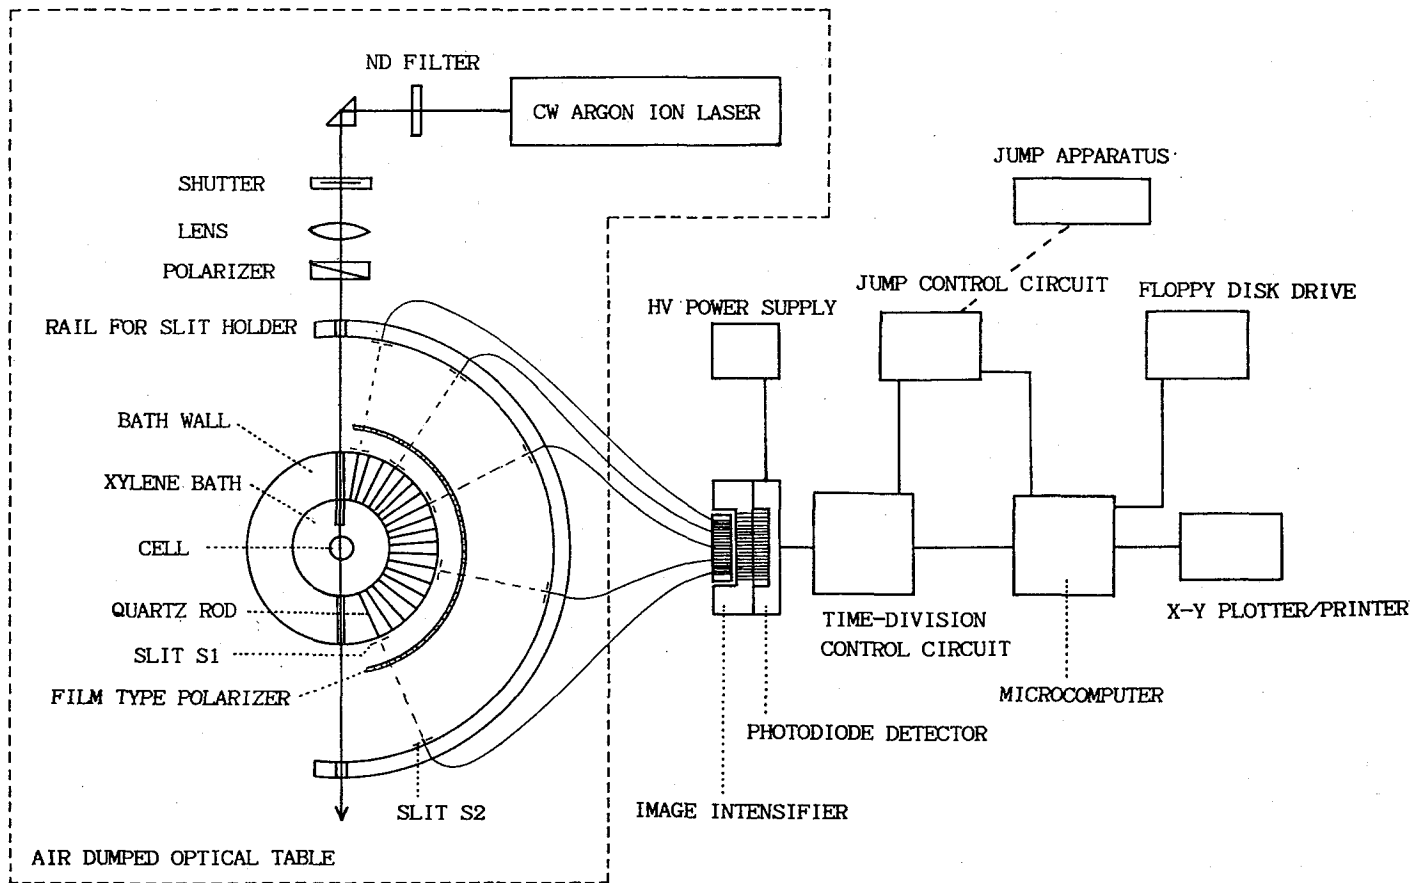 ND FILTER
CW ARGON ION LASER
JUMP APPARATUS
SHUTTER
LENS
POLARIZER
JUMP CONTROL CIRCUIT
FLOPPY DISK DRIVE
HV POWER SUPPLY
RAIL FOR SLIT HOLDER
BATH WALL
XYLENE BATH
CELL
QUARTZ ROD
TIME-DIVISION
CONTROL CIRCUIT
X-Y PLOTTER/PRINTER
SLIT S1
FILM TYPE POLARIZER
MICROCOMPUTER
PHOTODIODE DETECTOR
SLIT S2
IMAGE INTENSIFIER
AIR DUMPED OPTICAL TABLE